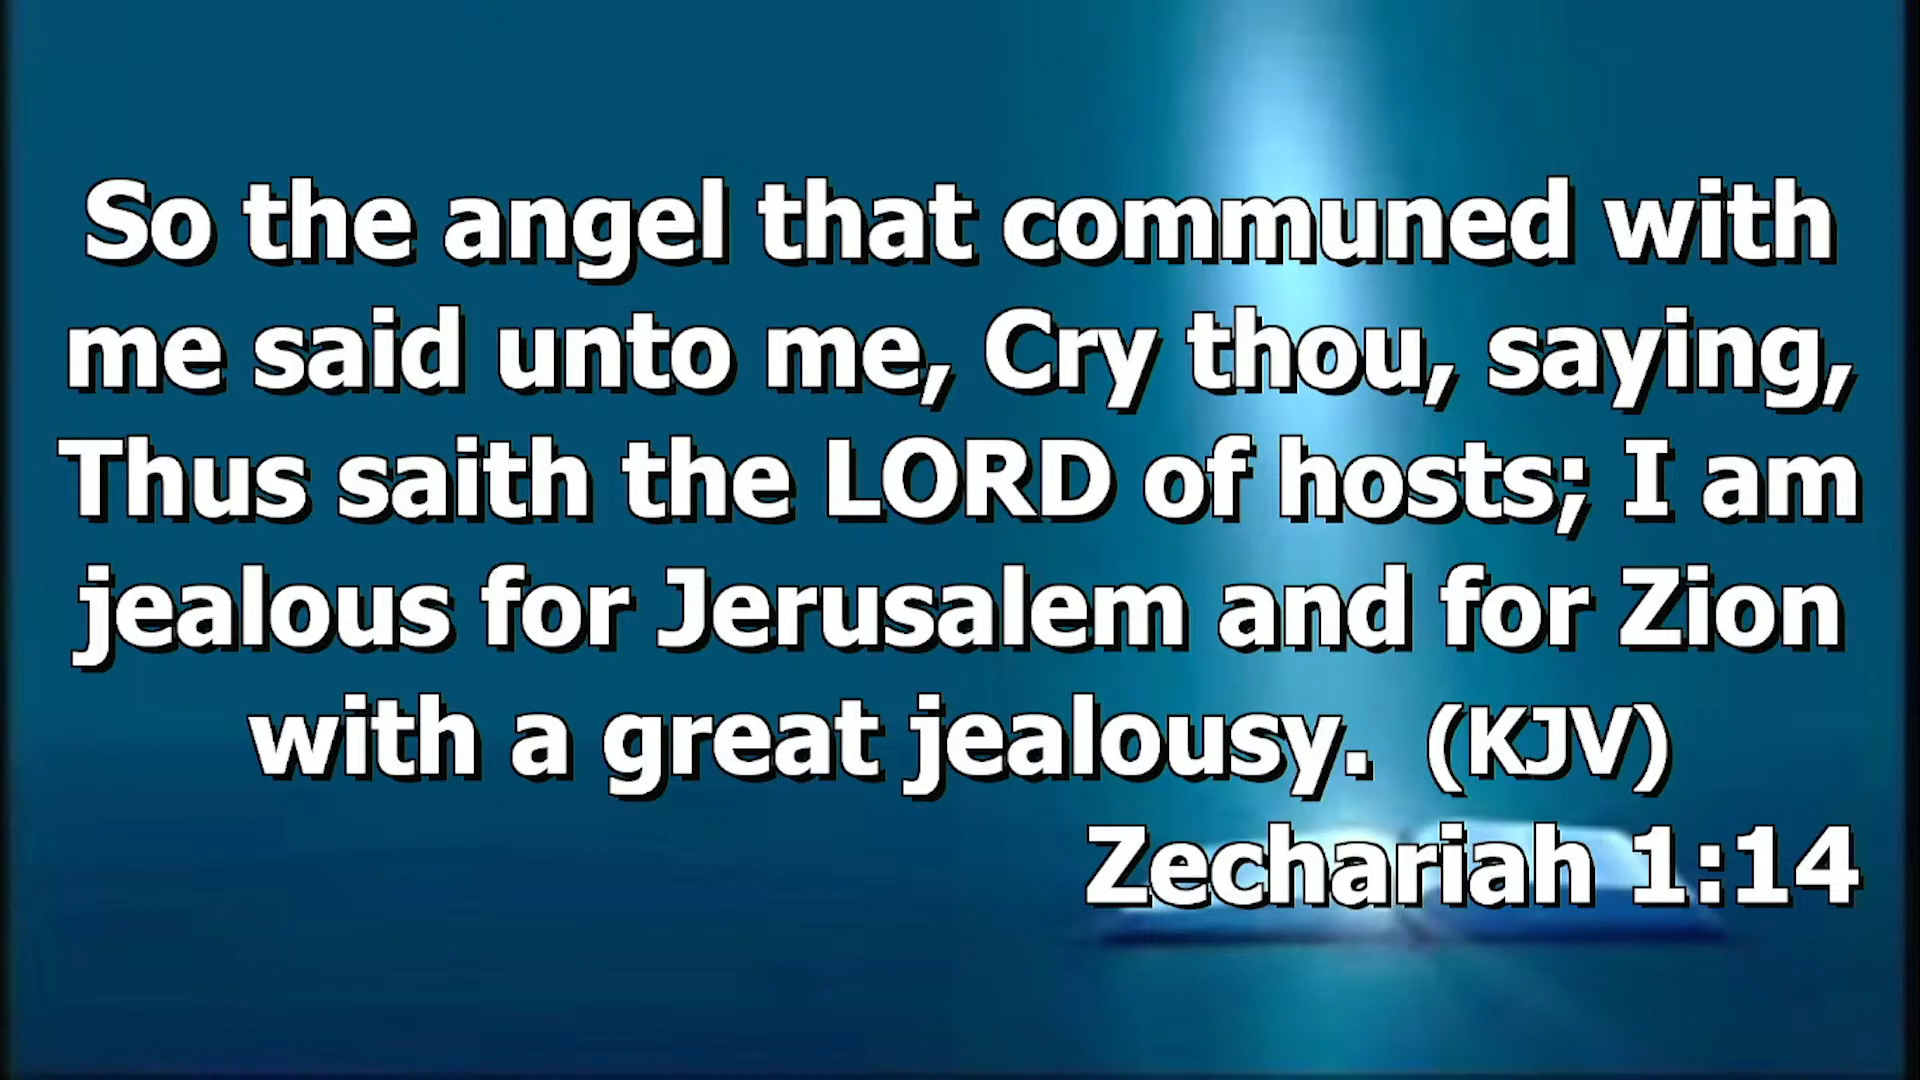 So the angel that communed with
me said unto me, Cry thou, saying,
Thus saith the LORD of hosts; I am
jealous for Jerusalem and for Zion
with a great jealousy. (KJV)
Zechariah 1:14